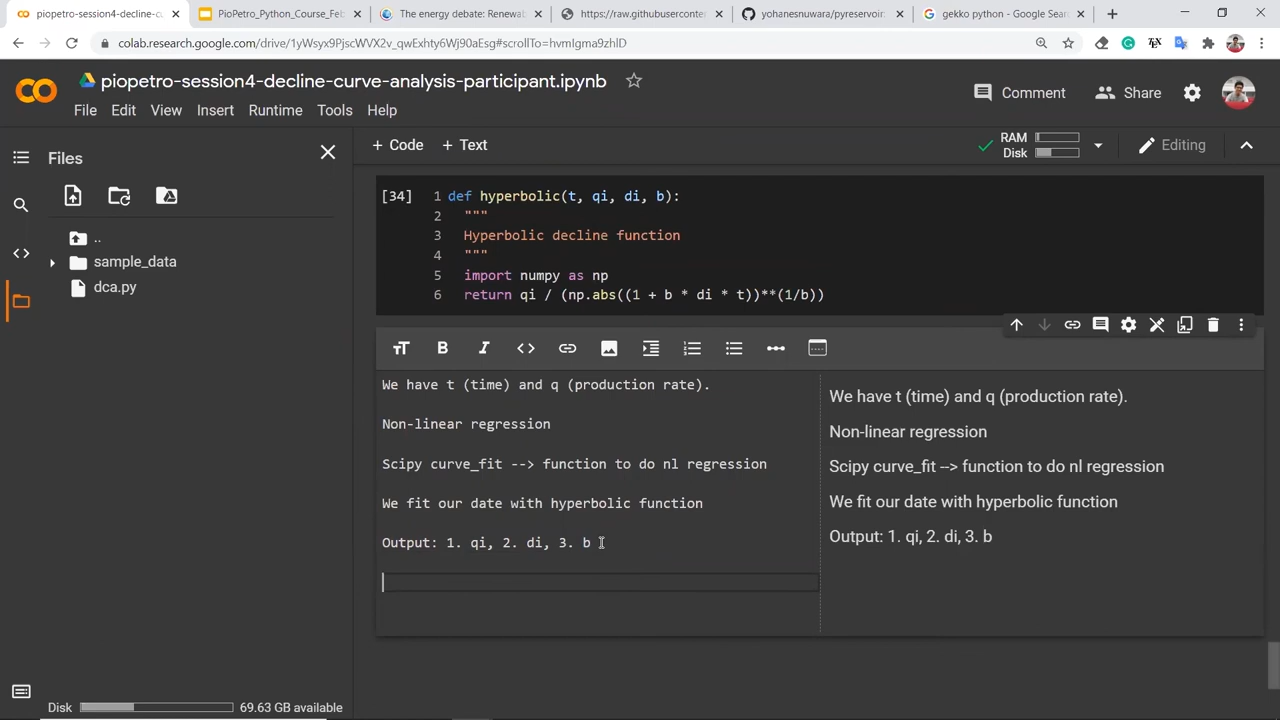 piopetro-session4-decline-cu
PioPetro_Python_Course_Feb
The energy debate: Renewab
https://raw.githubuserconte
yohanesnuwara/pyreservoir
gekko python - Google Sear
colab.research.google.com/drive/1yWsyx9PjscWVX2v_qwExhty6Wj90aEsg#scrollTo=hvmIgma9zhlD
piopetro-session4-decline-curve-analysis-participant.ipynb
Comment
Share
File Edit View Insert Runtime Tools Help
Files
+ Code + Text
RAM
Disk
Editing
..
sample_data
dca.py
[34]
1 def hyperbolic(t, qi, di, b):
2 """
3 Hyperbolic decline function
4 """
5 import numpy as np
6 return qi / (np.abs((1 + b * di * t))**(1/b))
We have t (time) and q (production rate).
Non-linear regression
Scipy curve_fit --> function to do nl regression
We fit our date with hyperbolic function
Output: 1. qi, 2. di, 3. b
We have t (time) and q (production rate).
Non-linear regression
Scipy curve_fit --> function to do nl regression
We fit our date with hyperbolic function
Output: 1. qi, 2. di, 3. b
Disk
69.63 GB available